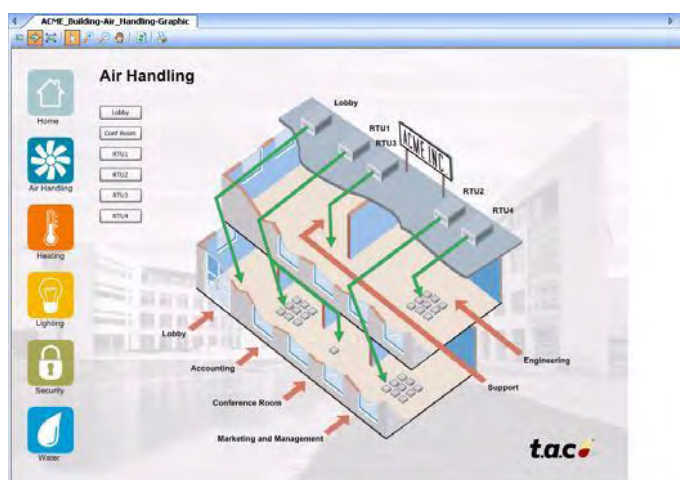 ACME_Building-Air_Handling-Graphic
Air Handling
Home
Air Handling
Heating
Lighting
Security
Water
Lobby
Conf Room
RTU1
RTU2
RTU3
RTU4
Lobby
RTU1
RTU3
ACME INC
RTU2
RTU4
Lobby
Accounting
Conference Room
Marketing and Management
Engineering
Support
t.a.c